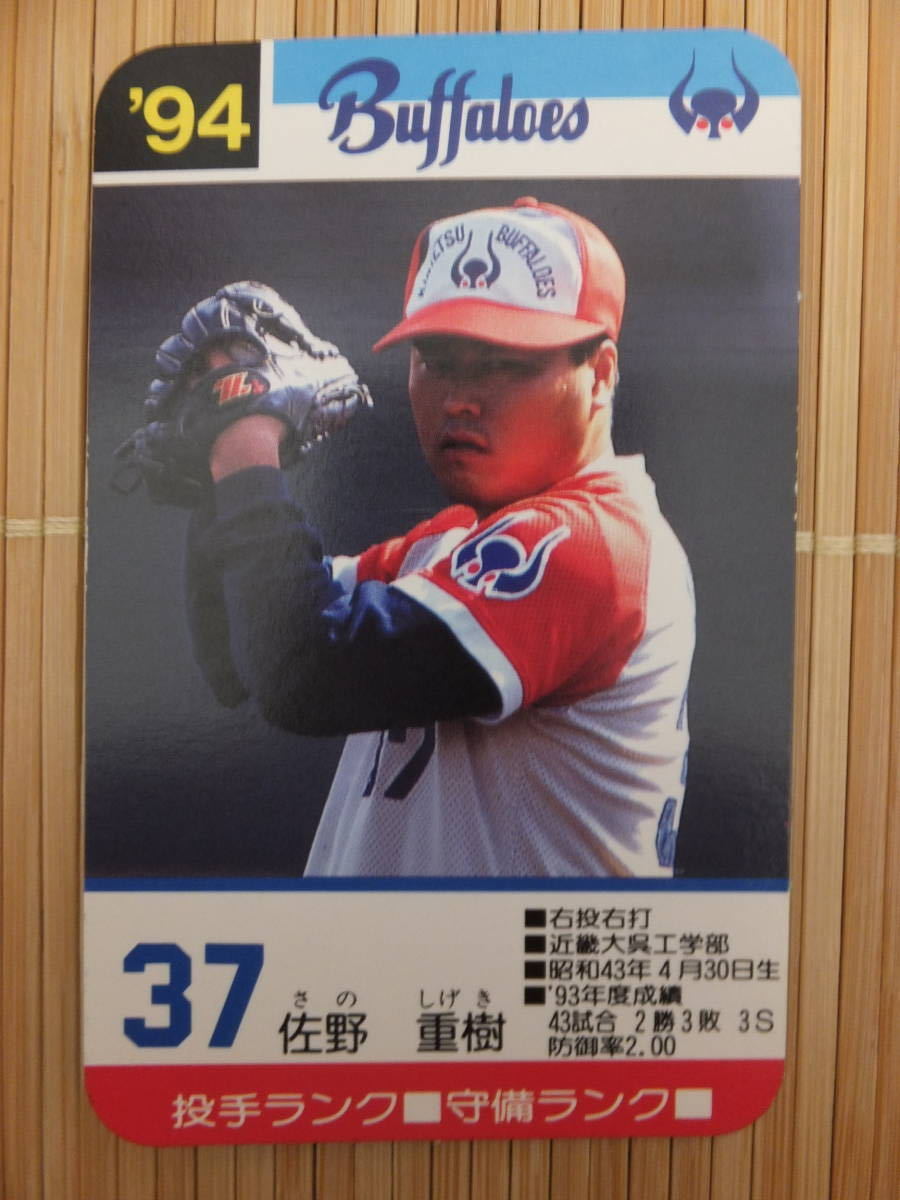 '94
Buffaloes
BUFFALOES
37
さの しげき
佐野 重樹
■右投右打
■近畿大呉工学部
■昭和43年4月30日生
■'93年度成績
43試合 2勝3敗 3S
防御率2.00
投手ランク□守備ランク□